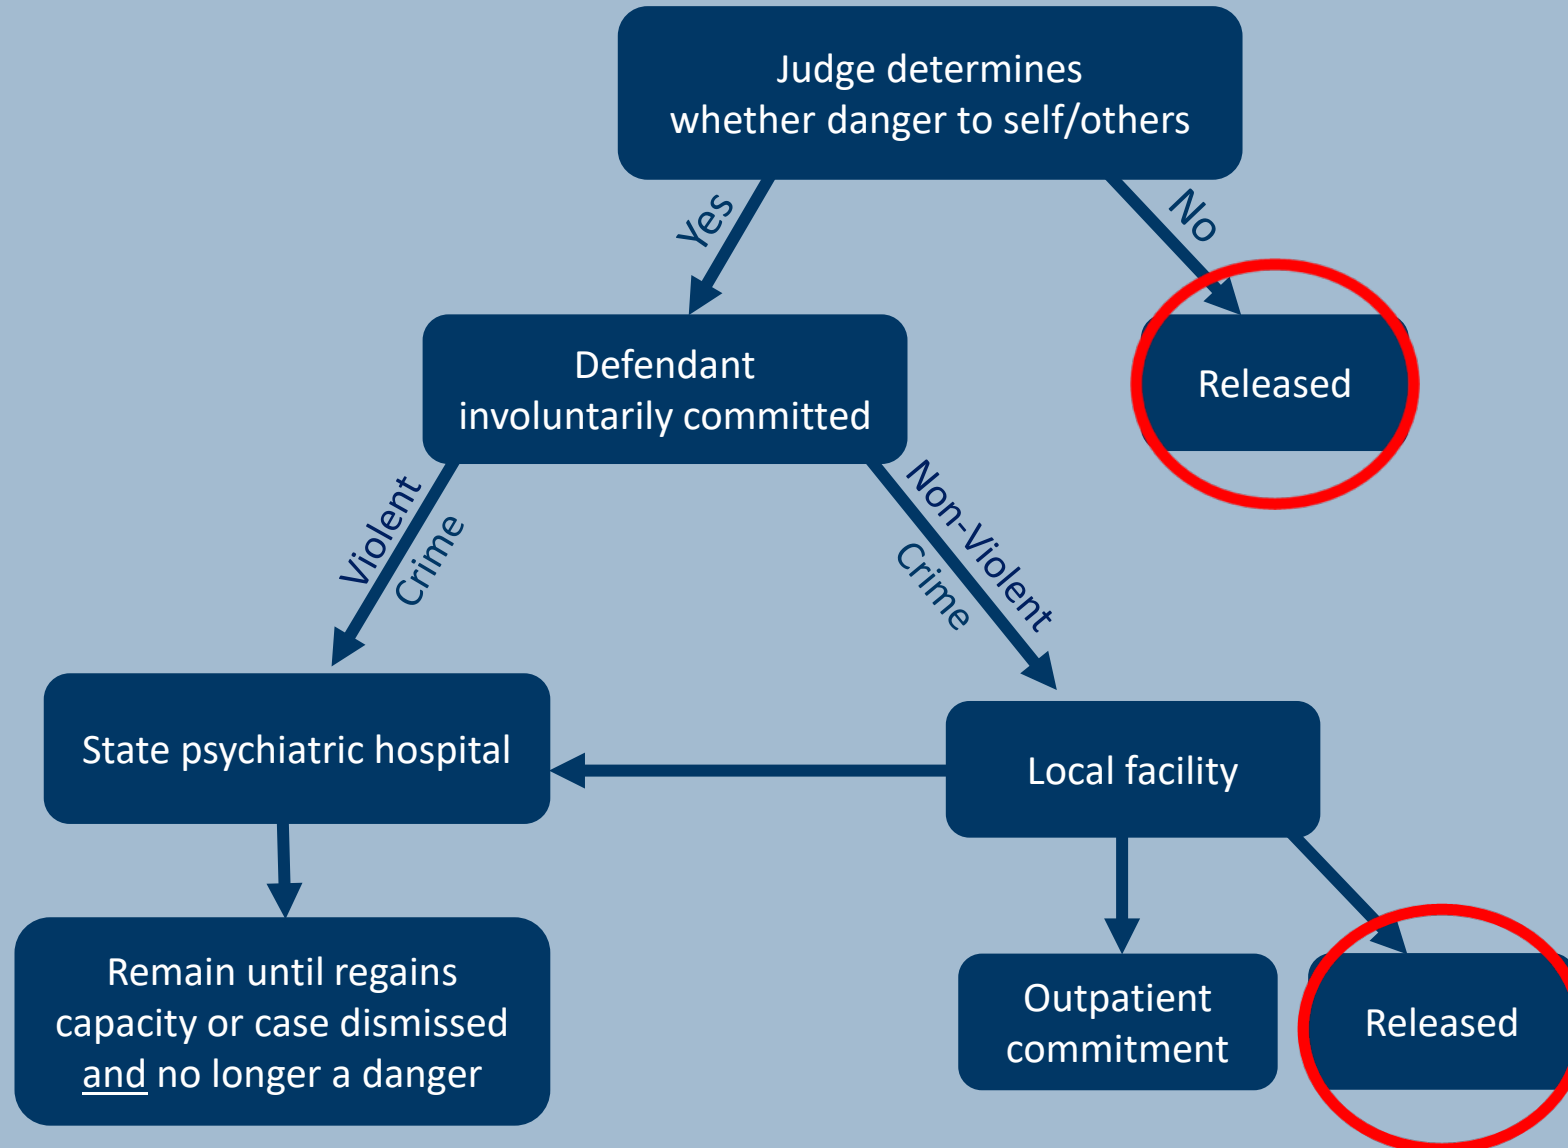 Judge determines
whether danger to self/others
Yes
No
Defendant
involuntarily committed
Released
Violent
Crime
Non-Violent
Crime
State psychiatric hospital
Local facility
Remain until regains
capacity or case dismissed
and no longer a danger
Outpatient
commitment
Released